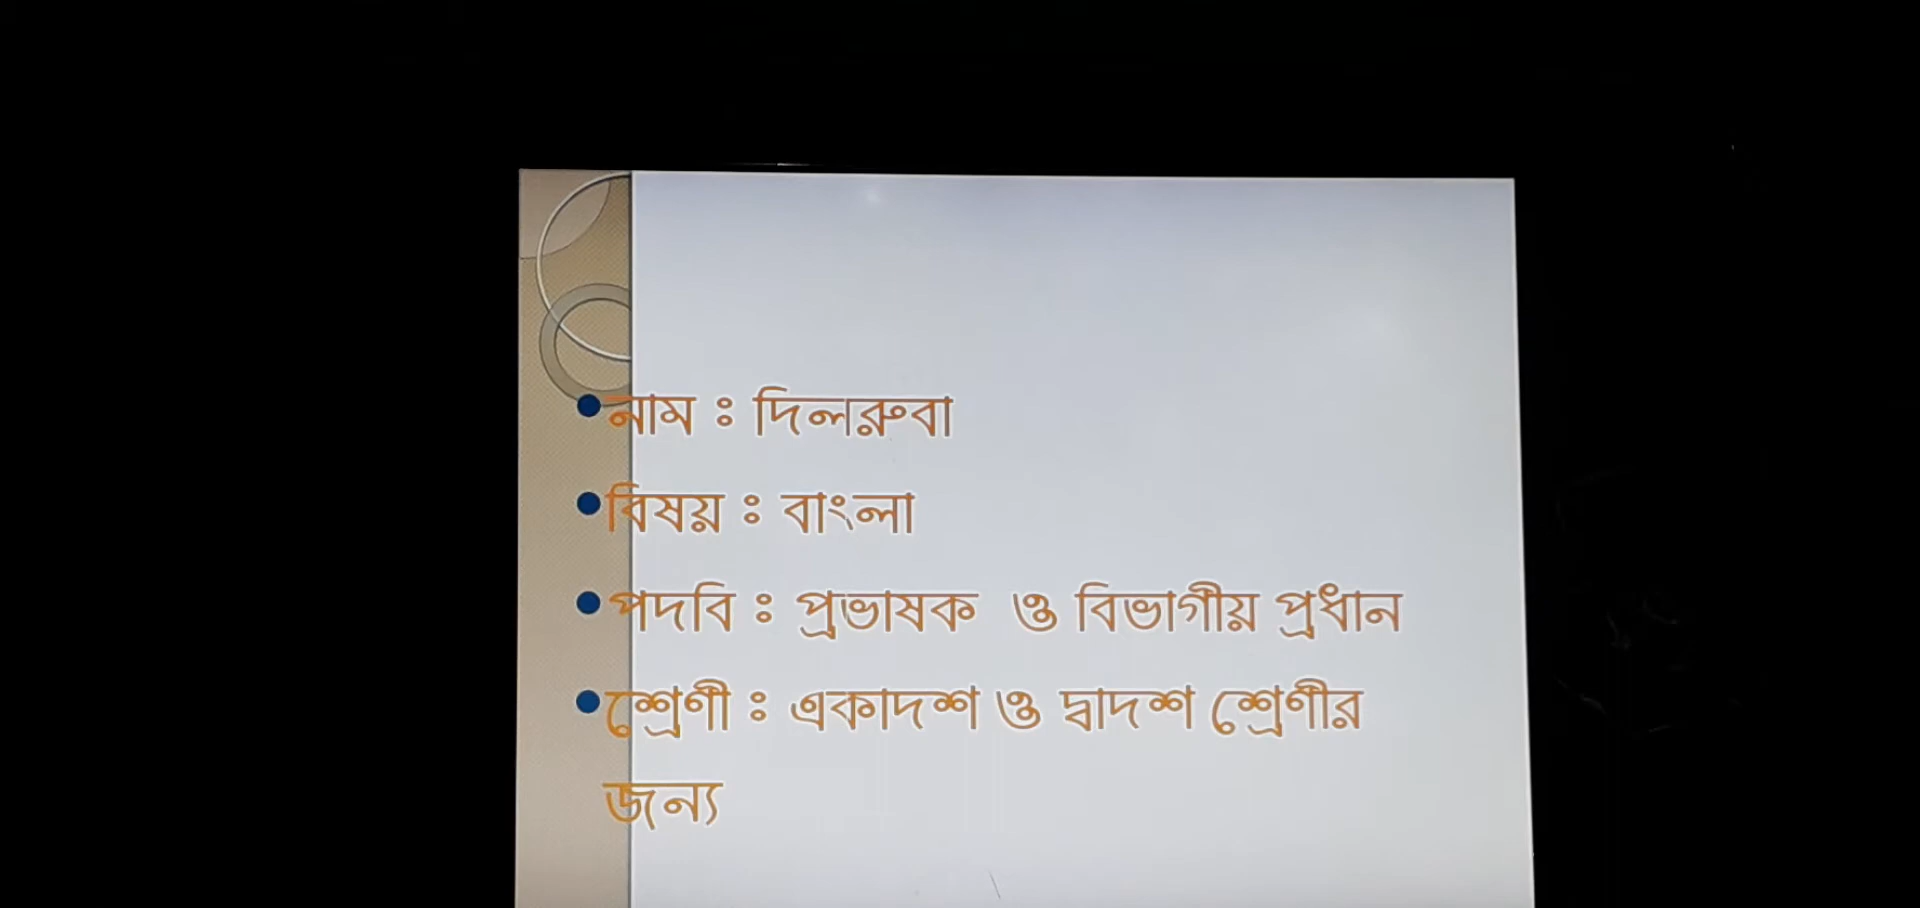 নাম ঃ দিলরুবা
বিষয় ঃ বাংলা
পদবি ঃ প্রভাষক ও বিভাগীয় প্রধান
শ্রেণী ঃ একাদশ ও দ্বাদশ শ্রেণীর
জন্য